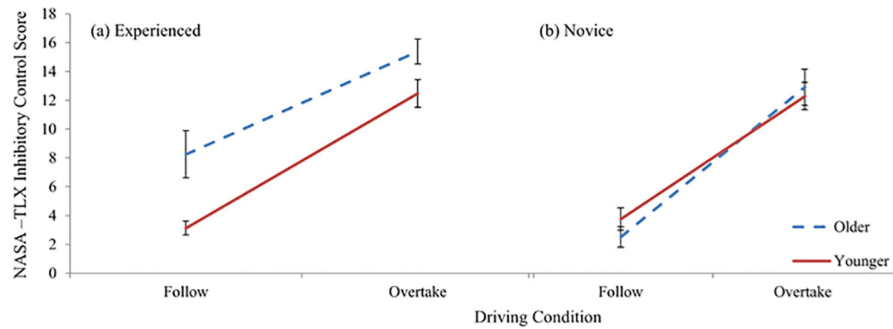 NASA –TLX Inhibitory Control Score
18
16
14
12
10
8
6
4
2
0
(a) Experienced
(b) Novice
Older
Younger
Follow
Overtake
Follow
Overtake
Driving Condition